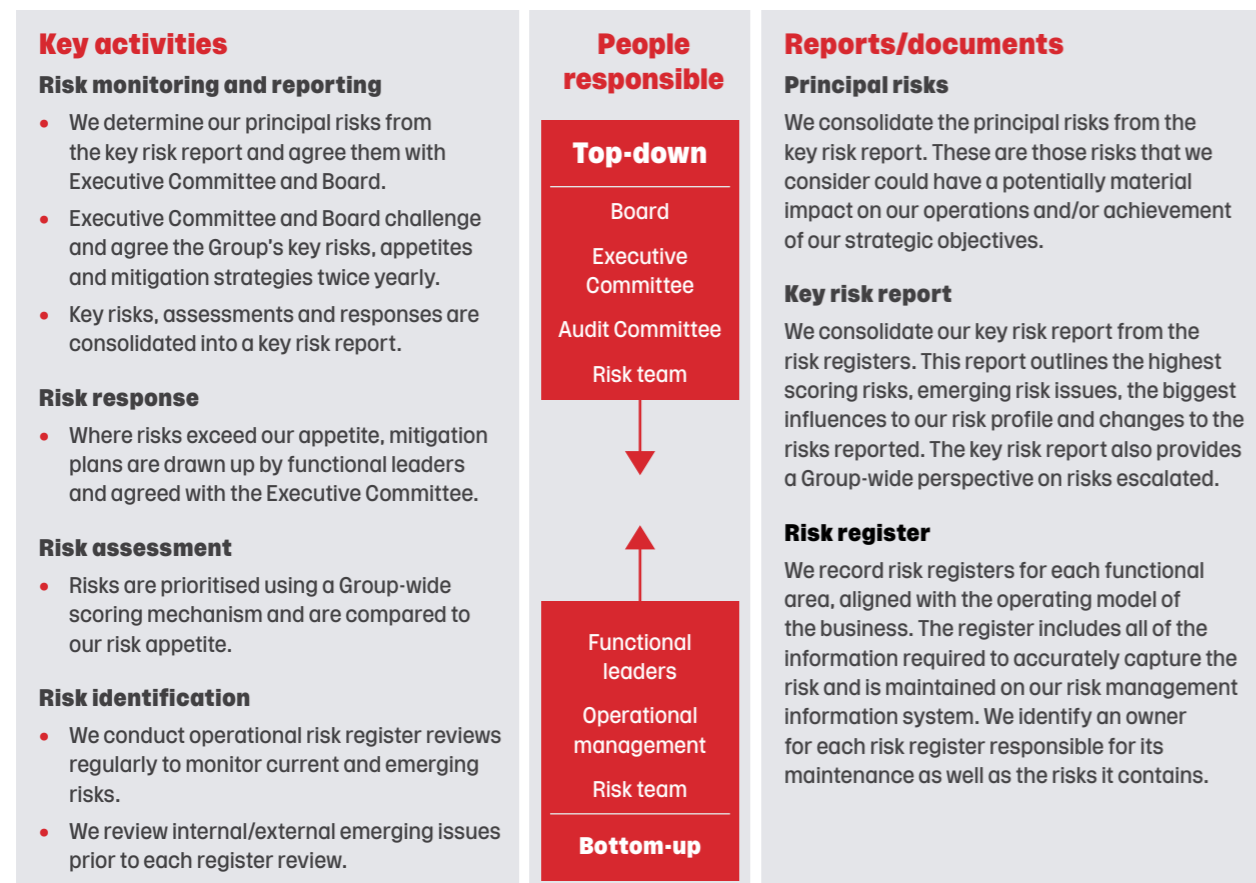 Key activities
Risk monitoring and reporting
• We determine our principal risks from
the key risk report and agree them with
Executive Committee and Board.
• Executive Committee and Board challenge
and agree the Group's key risks, appetites
and mitigation strategies twice yearly.
• Key risks, assessments and responses are
consolidated into a key risk report.
Risk response
• Where risks exceed our appetite, mitigation
plans are drawn up by functional leaders
and agreed with the Executive Committee.
Risk assessment
• Risks are prioritised using a Group-wide
scoring mechanism and are compared to
our risk appetite.
Risk identification
• We conduct operational risk register reviews
regularly to monitor current and emerging
risks.
• We review internal/external emerging issues
prior to each register review.
People
responsible
Top-down
Board
Executive
Committee
Audit Committee
Risk team
Functional
leaders
Operational
management
Risk team
Bottom-up
Reports/documents
Principal risks
We consolidate the principal risks from the
key risk report. These are those risks that we
consider could have a potentially material
impact on our operations and/or achievement
of our strategic objectives.
Key risk report
We consolidate our key risk report from the
risk registers. This report outlines the highest
scoring risks, emerging risk issues, the biggest
influences to our risk profile and changes to the
risks reported. The key risk report also provides
a Group-wide perspective on risks escalated.
Risk register
We record risk registers for each functional
area, aligned with the operating model of
the business. The register includes all of the
information required to accurately capture the
risk and is maintained on our risk management
information system. We identify an owner
for each risk register responsible for its
maintenance as well as the risks it contains.